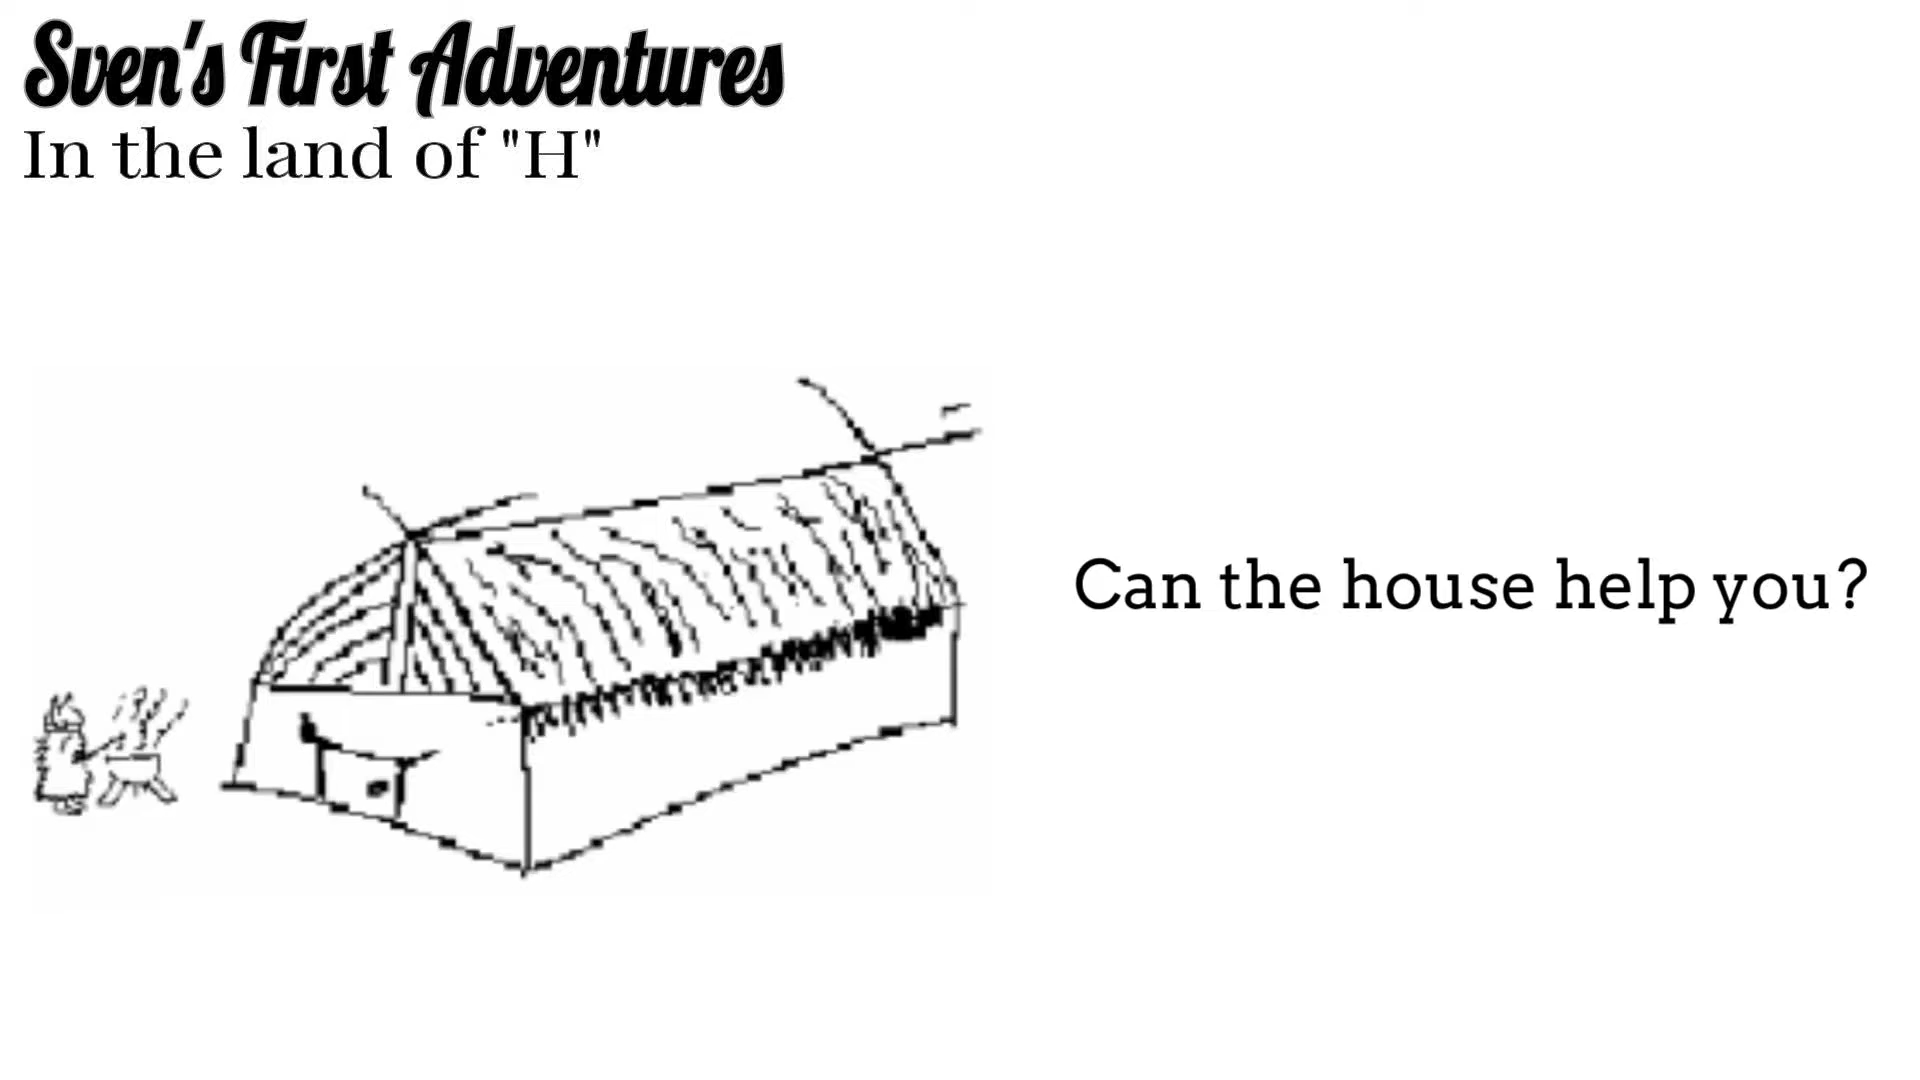 Sven's First Adventures
In the land of "H"
Can the house help you?